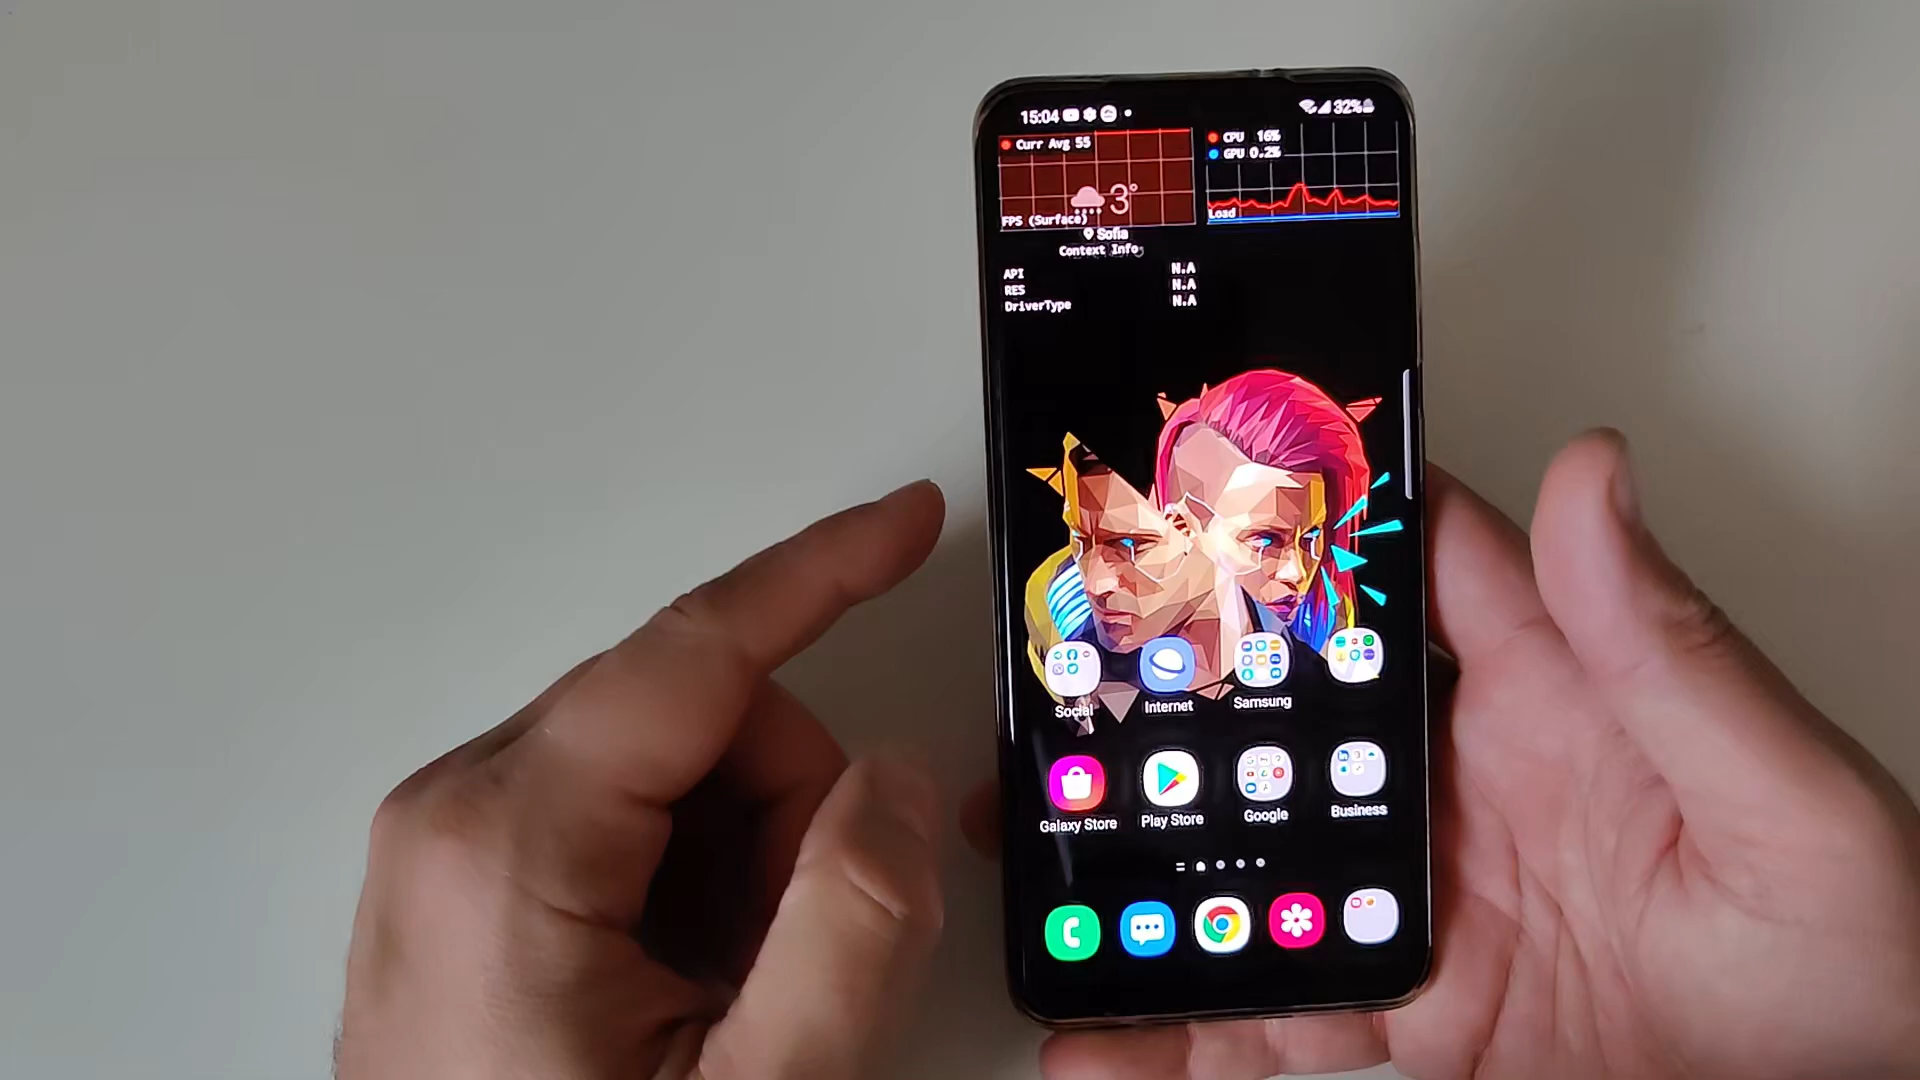 15:04 32%
Curr Avg 55
CPU 16%
GPU 0.2%
3°
FPS (Surface)
Load
Sofia
Context Info
API N.A
RES N.A
DriverType N.A
Social
Internet
Samsung
Galaxy Store
Play Store
Google
Business